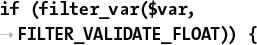 if (filter_var($var,
→ FILTER_VALIDATE_FLOAT)) {